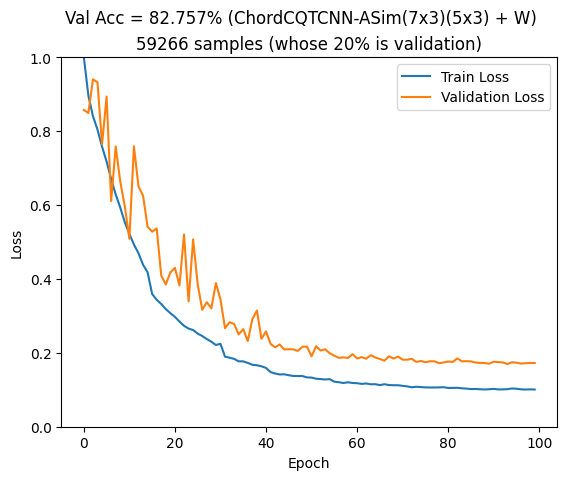 Val Acc = 82.757% (ChordCQTCNN-ASim(7x3)(5x3) + W)
59266 samples (whose 20% is validation)
Train Loss
Validation Loss
Loss
1.0
0.8
0.6
0.4
0.2
0.0
0 20 40 60 80 100
Epoch